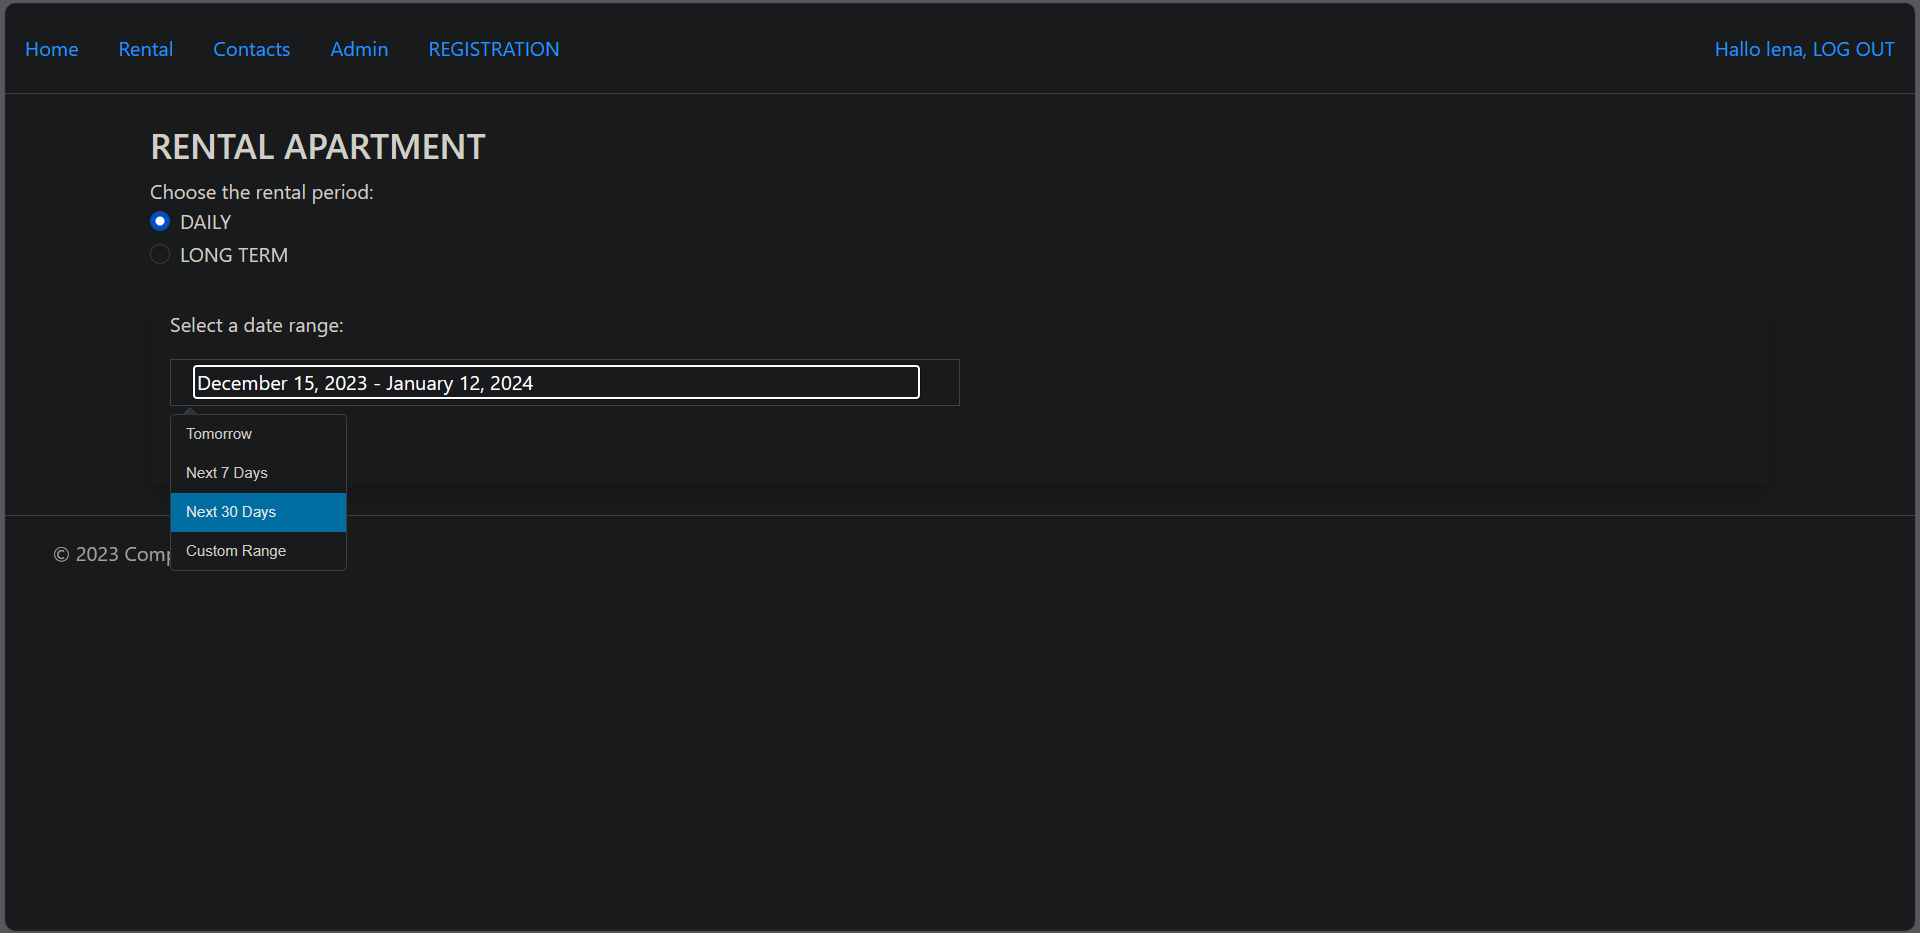 Home Rental Contacts Admin REGISTRATION Hallo lena, LOG OUT
RENTAL APARTMENT
Choose the rental period:
DAILY
LONG TERM
Select a date range:
December 15, 2023 - January 12, 2024
Tomorrow
Next 7 Days
Next 30 Days
Custom Range
© 2023